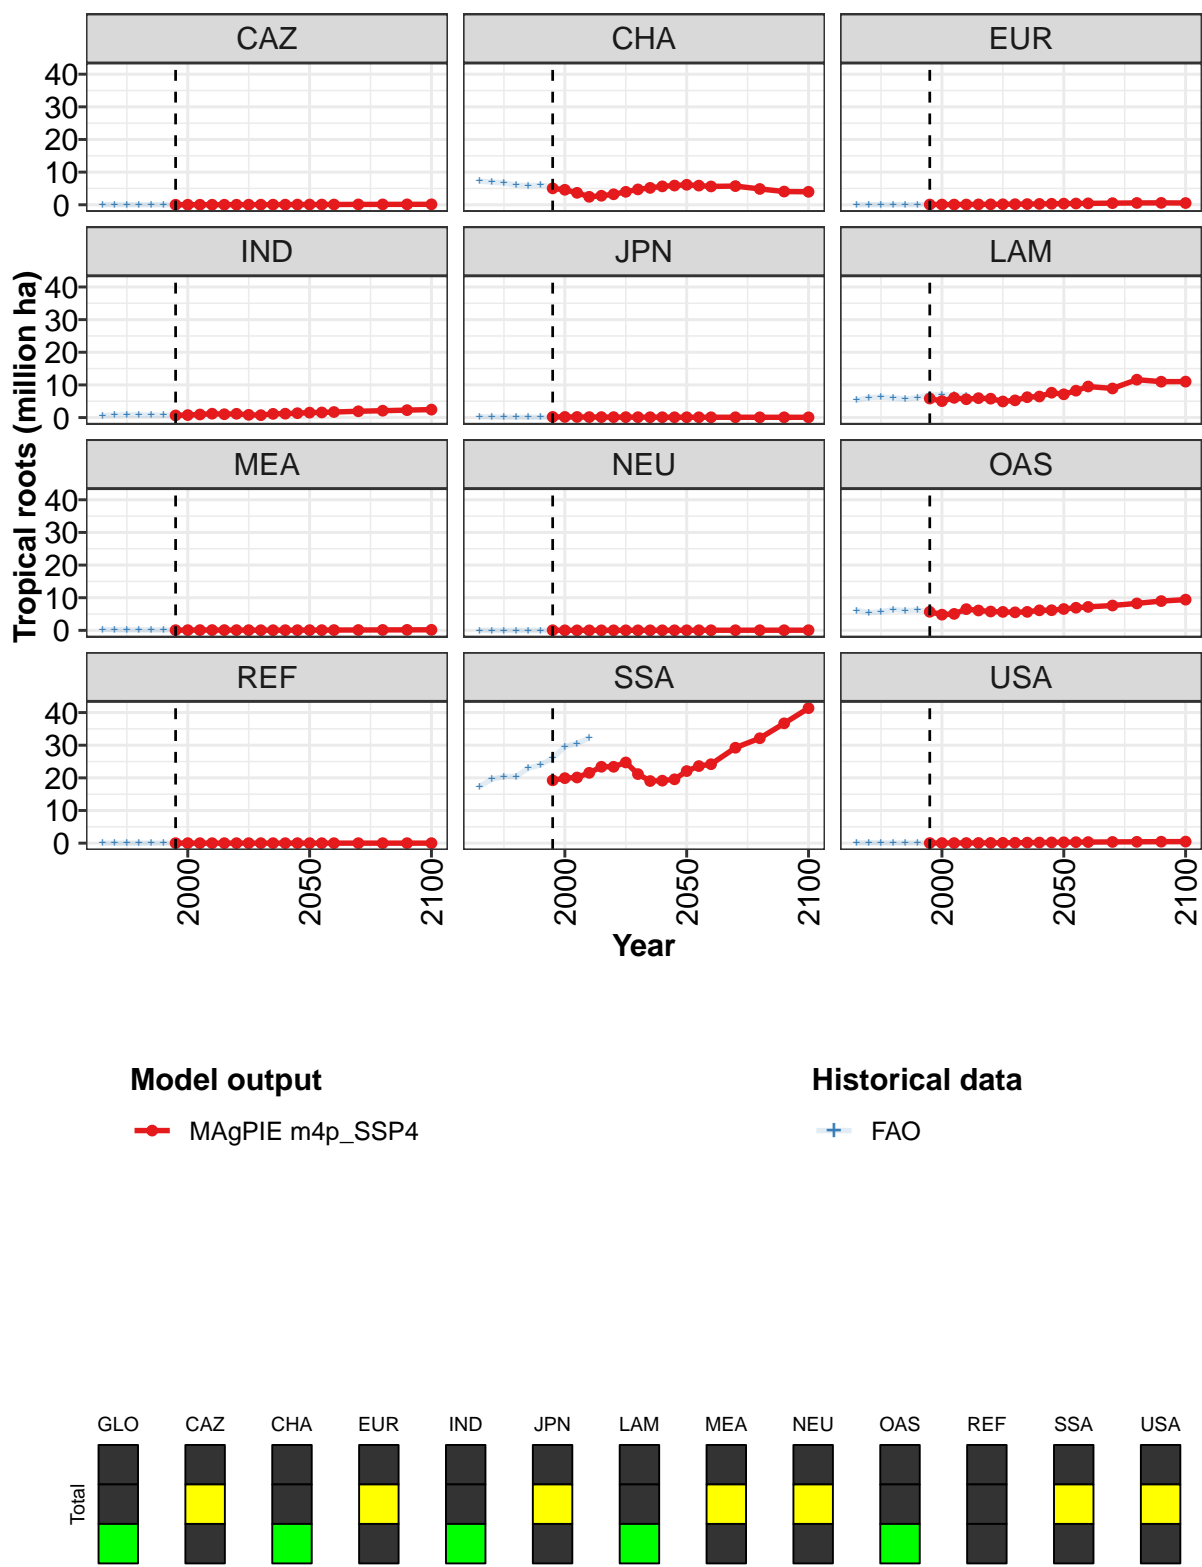 CAZ CHA EUR
40
30
20
10
0
IND JPN LAM
40
30
20
10
0
MEA NEU OAS
40
30
20
10
0
REF SSA USA
40
30
20
10
0
Tropical roots (million ha)
2000 2050 2100 2000 2050 2100 2000 2050 2100
Year
Model output Historical data
MAgPIE m4p_SSP4 FAO
GLO CAZ CHA EUR IND JPN LAM MEA NEU OAS REF SSA USA
Total